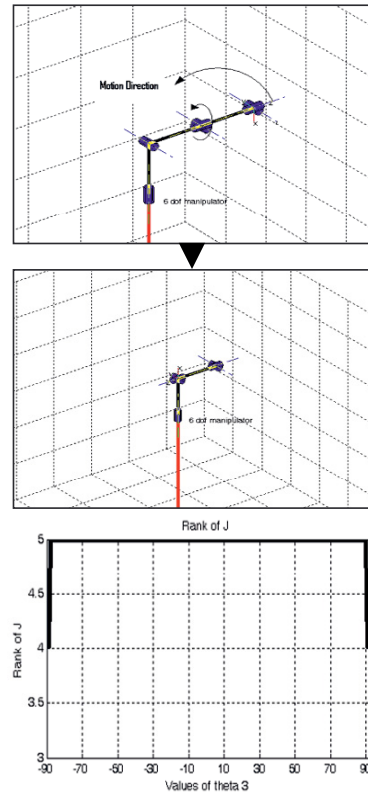 Motion Direction
x
6 dof manipulator
x
6 dof manipulator
Rank of J
Rank of J
5
4.5
4
3.5
3
-90 -70 -50 -30 -10 10 30 50 70 90
Values of theta 3